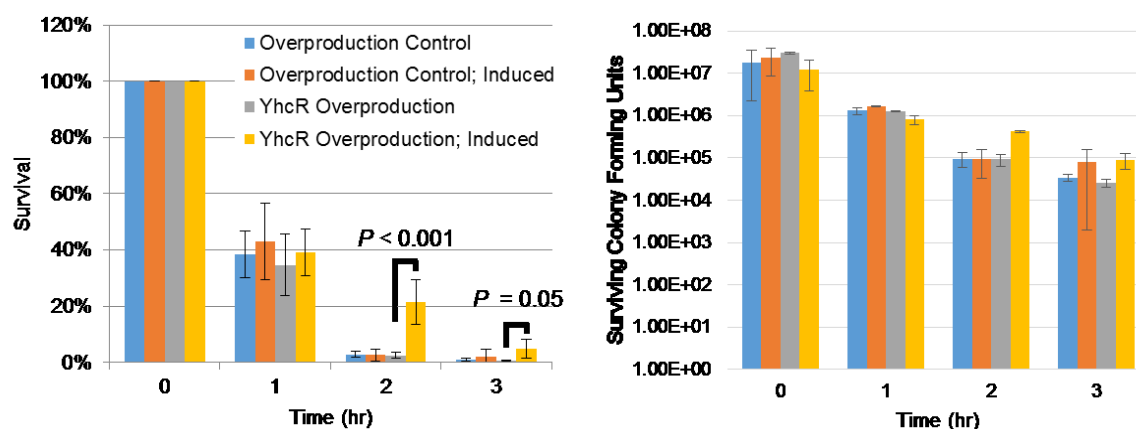 120%
100%
80%
60%
40%
20%
0%
Survival
Overproduction Control
Overproduction Control; Induced
YhcR Overproduction
YhcR Overproduction; Induced
P < 0.001
P = 0.05
0 1 2 3
Time (hr)
Surviving Colony Forming Units
1.00E+08
1.00E+07
1.00E+06
1.00E+05
1.00E+04
1.00E+03
1.00E+02
1.00E+01
1.00E+00
0 1 2 3
Time (hr)